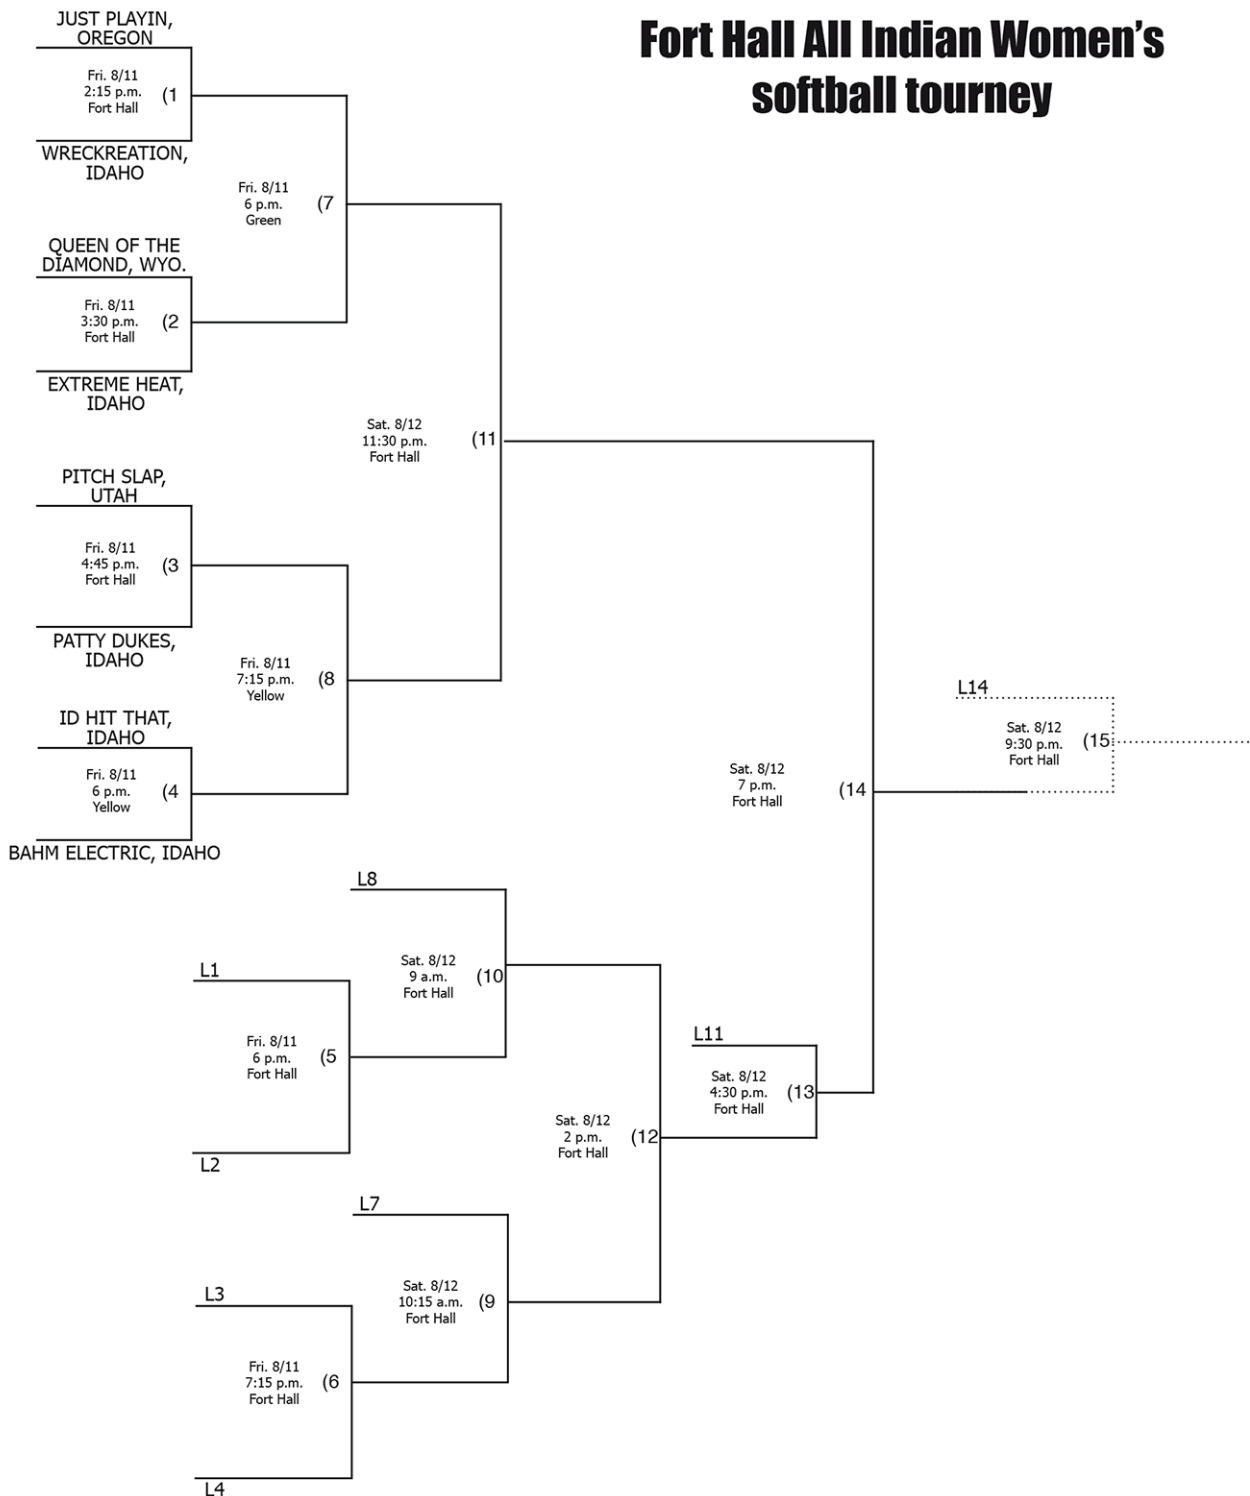 Fort Hall All Indian Women's
softball tourney
JUST PLAYIN,
OREGON
Fri. 8/11
2:15 p.m.
Fort Hall
(1
WRECKREATION,
IDAHO
Fri. 8/11
6 p.m.
Green
(7
QUEEN OF THE
DIAMOND, WYO.
Fri. 8/11
3:30 p.m.
Fort Hall
(2
EXTREME HEAT,
IDAHO
Sat. 8/12
11:30 p.m.
Fort Hall
(11
PITCH SLAP,
UTAH
Fri. 8/11
4:45 p.m.
Fort Hall
(3
PATTY DUKES,
IDAHO
Fri. 8/11
7:15 p.m.
Yellow
(8
ID HIT THAT,
IDAHO
Fri. 8/11
6 p.m.
Yellow
(4
BAHM ELECTRIC, IDAHO
L14
Sat. 8/12
9:30 p.m.
Fort Hall
(15
Sat. 8/12
7 p.m.
Fort Hall
(14
L8
Sat. 8/12
9 a.m.
Fort Hall
(10
L1
Fri. 8/11
6 p.m.
Fort Hall
(5
L2
L11
Sat. 8/12
4:30 p.m.
Fort Hall
(13
Sat. 8/12
2 p.m.
Fort Hall
(12
L7
Sat. 8/12
10:15 a.m.
Fort Hall
(9
L3
Fri. 8/11
7:15 p.m.
Fort Hall
(6
L4